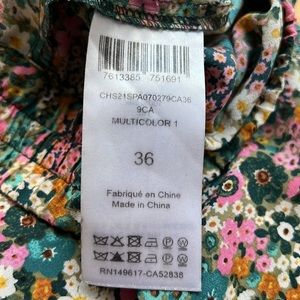 7613385 751691
CHS21SPA070279CA36
9CA
MULTICOLOR 1
36
Fabriqué en Chine
Made in China
RN149617-CA52838